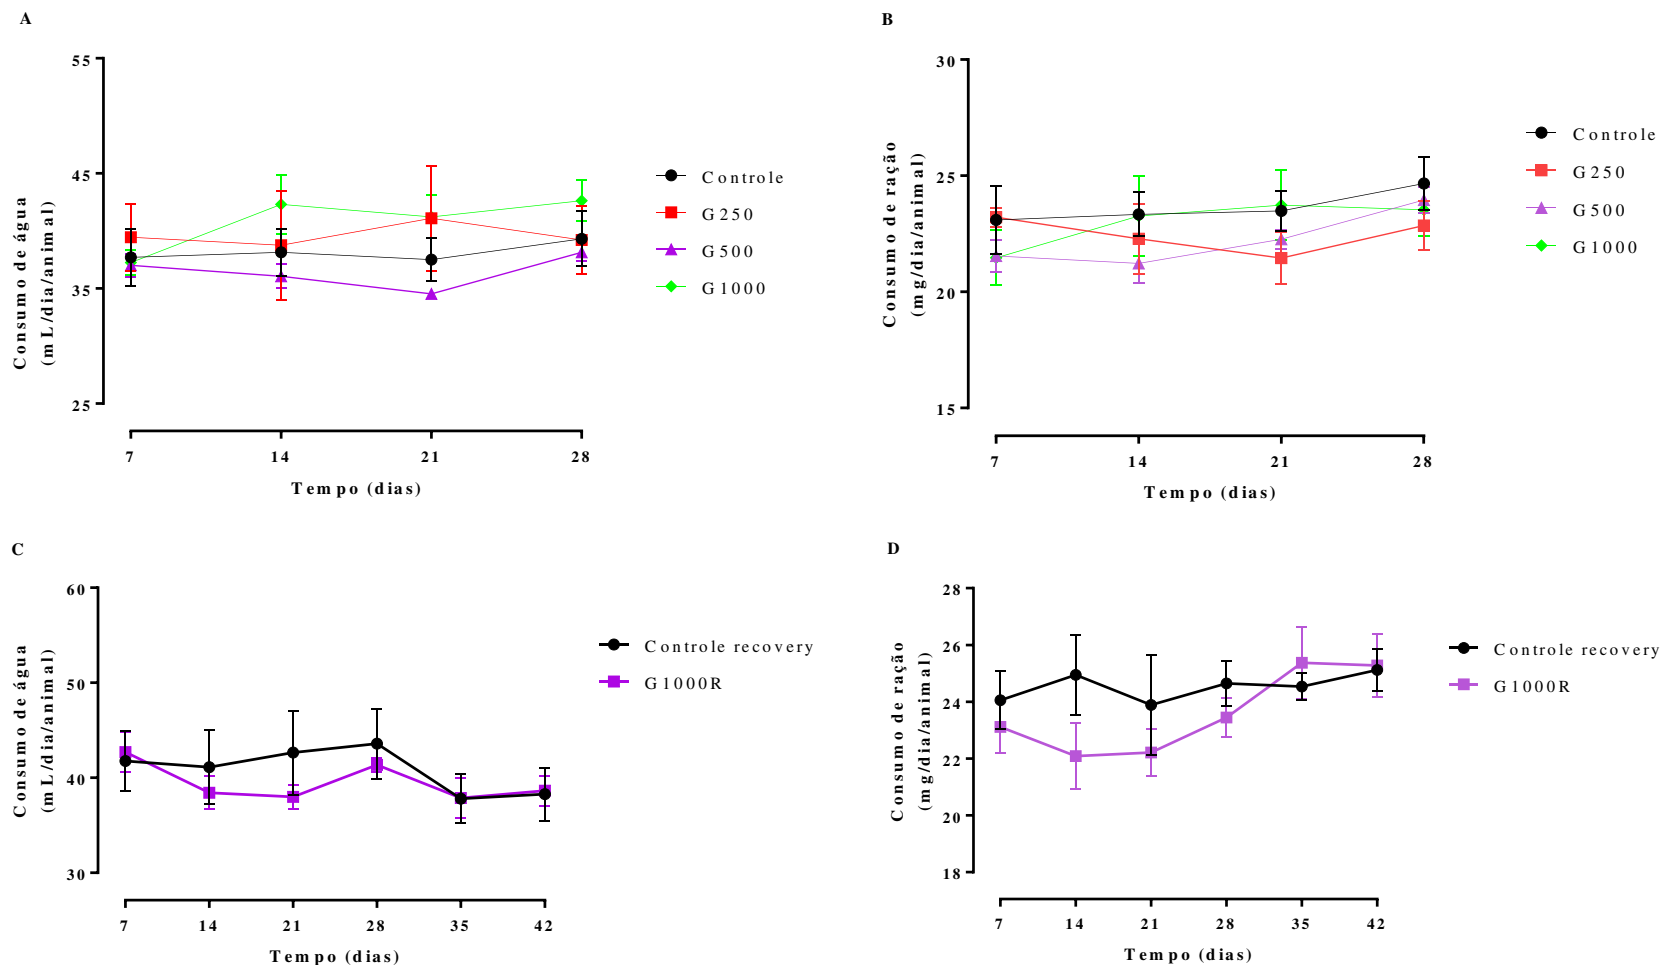 A
Consumo de água
(mL/dia/animal)
55
45
35
25
7 14 21 28
Tempo (dias)
Controle
G250
G500
G1000
B
Consumo de ração
(mg/dia/animal)
30
25
20
15
7 14 21 28
Tempo (dias)
Controle
G250
G500
G1000
C
Consumo de água
(mL/dia/animal)
60
50
40
30
7 14 21 28 35 42
Tempo (dias)
Controle recovery
G1000R
D
Consumo de ração
(mg/dia/animal)
28
26
24
22
20
18
7 14 21 28 35 42
Tempo (dias)
Controle recovery
G1000R